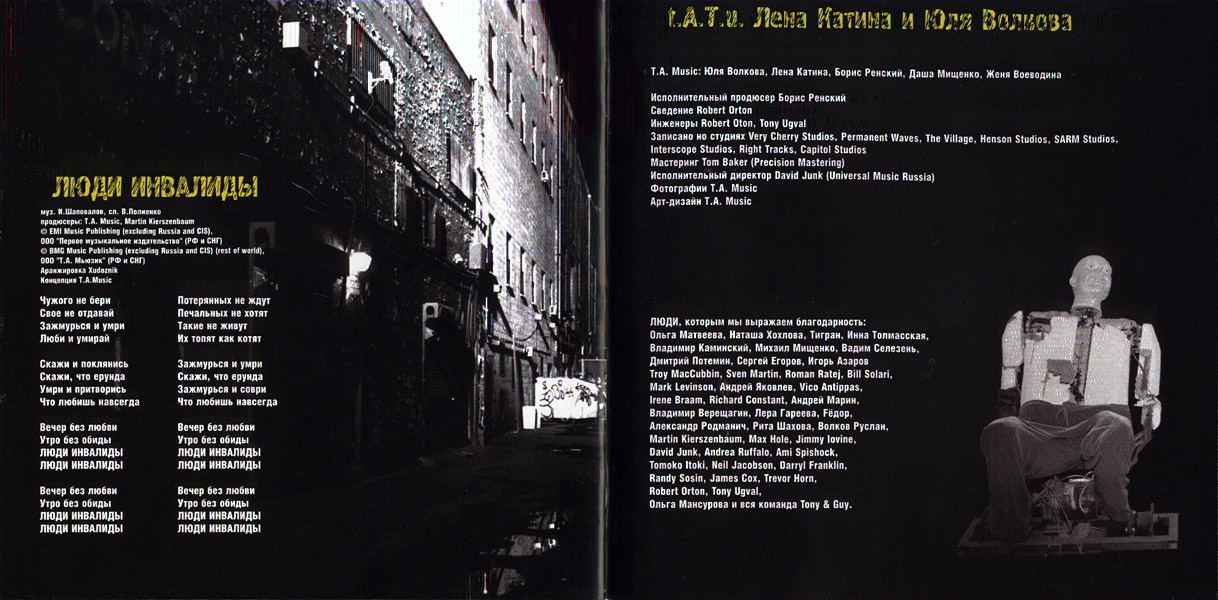 ЛЮДИ ИНВАЛИДЫ
муз. И.Шаповалов, сл. В.Полиенко
продюсеры: Т.А. Music, Martin Kierszenbaum
© EMI Music Publishing (excluding Russia and CIS),
ООО "Первое музыкальное издательство" (РФ и СНГ)
© BMG Music Publishing (excluding Russia and CIS) (rest of world),
ООО "Т.А. Мьюзик" (РФ и СНГ)
Аранжировка Xudoznik
Концепция T.A.Music
Чужого не бери
Свое не отдавай
Зажмурься и умри
Люби и умирай
Скажи и поклянись
Скажи, что ерунда
Умри и притворись
Что любишь навсегда
Вечер без любви
Утро без обиды
ЛЮДИ ИНВАЛИДЫ
ЛЮДИ ИНВАЛИДЫ
Вечер без любви
Утро без обиды
ЛЮДИ ИНВАЛИДЫ
ЛЮДИ ИНВАЛИДЫ
Потерянных не ждут
Печальных не хотят
Такие не живут
Их топят как котят
Зажмурься и умри
Скажи, что ерунда
Зажмурься и соври
Что любишь навсегда
Вечер без любви
Утро без обиды
ЛЮДИ ИНВАЛИДЫ
ЛЮДИ ИНВАЛИДЫ
Вечер без любви
Утро без обиды
ЛЮДИ ИНВАЛИДЫ
ЛЮДИ ИНВАЛИДЫ
t.A.T.u. Лена Катина и Юля Волкова
T.A. Music: Юля Волкова, Лена Катина, Борис Ренский, Даша Мищенко, Женя Воеводина
Исполнительный продюсер Борис Ренский
Сведение Robert Orton
Инженеры Robert Oton, Tony Ugval
Записано но студиях Very Cherry Studios, Permanent Waves, The Village, Henson Studios, SARM Studios,
Interscope Studios, Right Tracks, Capitol Studios
Мастеринг Tom Baker (Precision Mastering)
Исполнительный директор David Junk (Universal Music Russia)
Фотографии T.A. Music
Арт-дизайн T.A. Music
ЛЮДИ, которым мы выражаем благодарность:
Ольга Матвеева, Наташа Хохлова, Тигран, Инна Толмасская,
Владимир Каминский, Михаил Мищенко, Вадим Селезень,
Дмитрий Потемин, Сергей Егоров, Игорь Азаров
Troy MacCubbin, Sven Martin, Roman Ratej, Bill Solari,
Mark Levinson, Андрей Яковлев, Vico Antippas,
Irene Braam, Richard Constant, Андрей Марин,
Владимир Верещагин, Лера Гареева, Fёдор,
Александр Родманич, Рита Шахова, Волков Руслан,
Martin Kierszenbaum, Max Hole, Jimmy Iovine,
David Junk, Andrea Ruffalo, Ami Spishock,
Tomoko Itoki, Neil Jacobson, Darryl Franklin,
Randy Sosin, James Cox, Trevor Horn,
Robert Orton, Tony Ugval,
Ольга Мансурова и вся команда Tony & Guy.